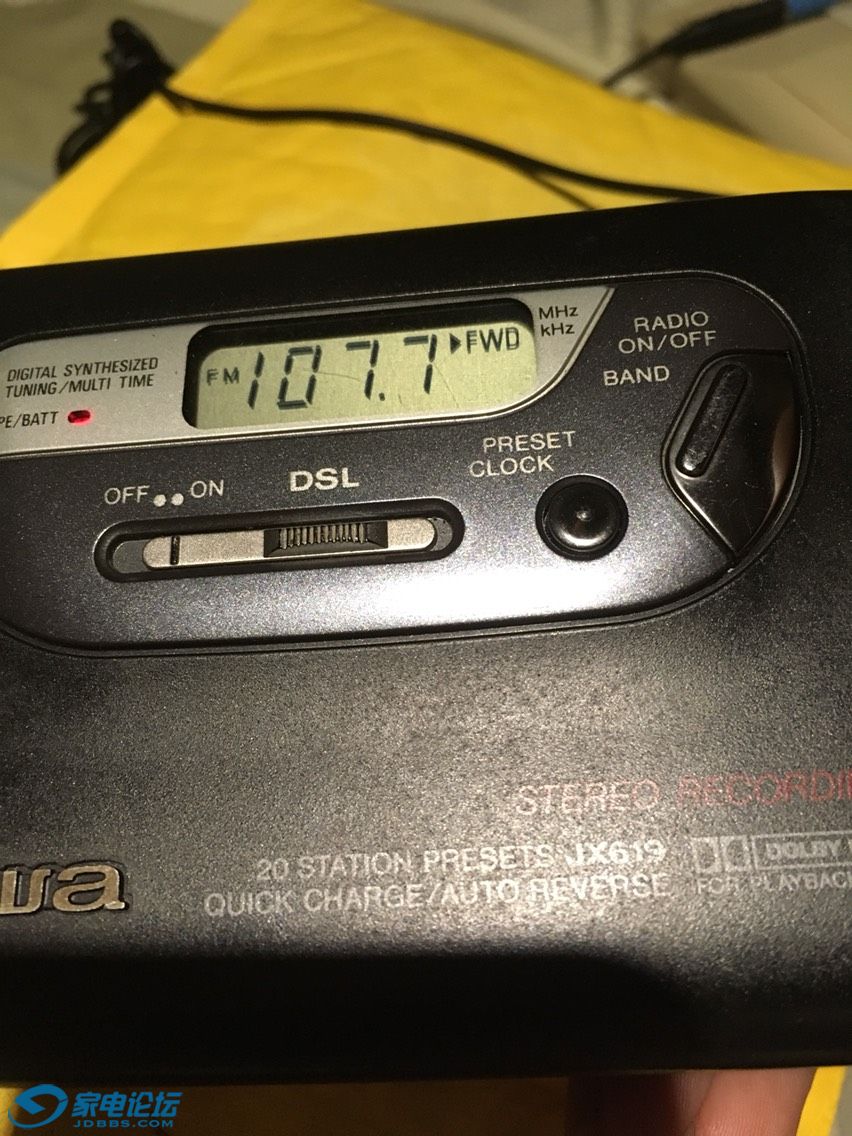 MHz
kHz
RADIO
ON/OFF
BAND
DIGITAL SYNTHESIZED
TUNING/MULTI TIME
PE/BATT
FM 107.7 ▶FWD
PRESET
CLOCK
OFF ON
DSL
STEREO RECORDIN
20 STATION PRESETS JX619
QUICK CHARGE/AUTO REVERSE
DOLBY
FOR PLAYBACK
iwa
家电论坛
JDBBS.COM